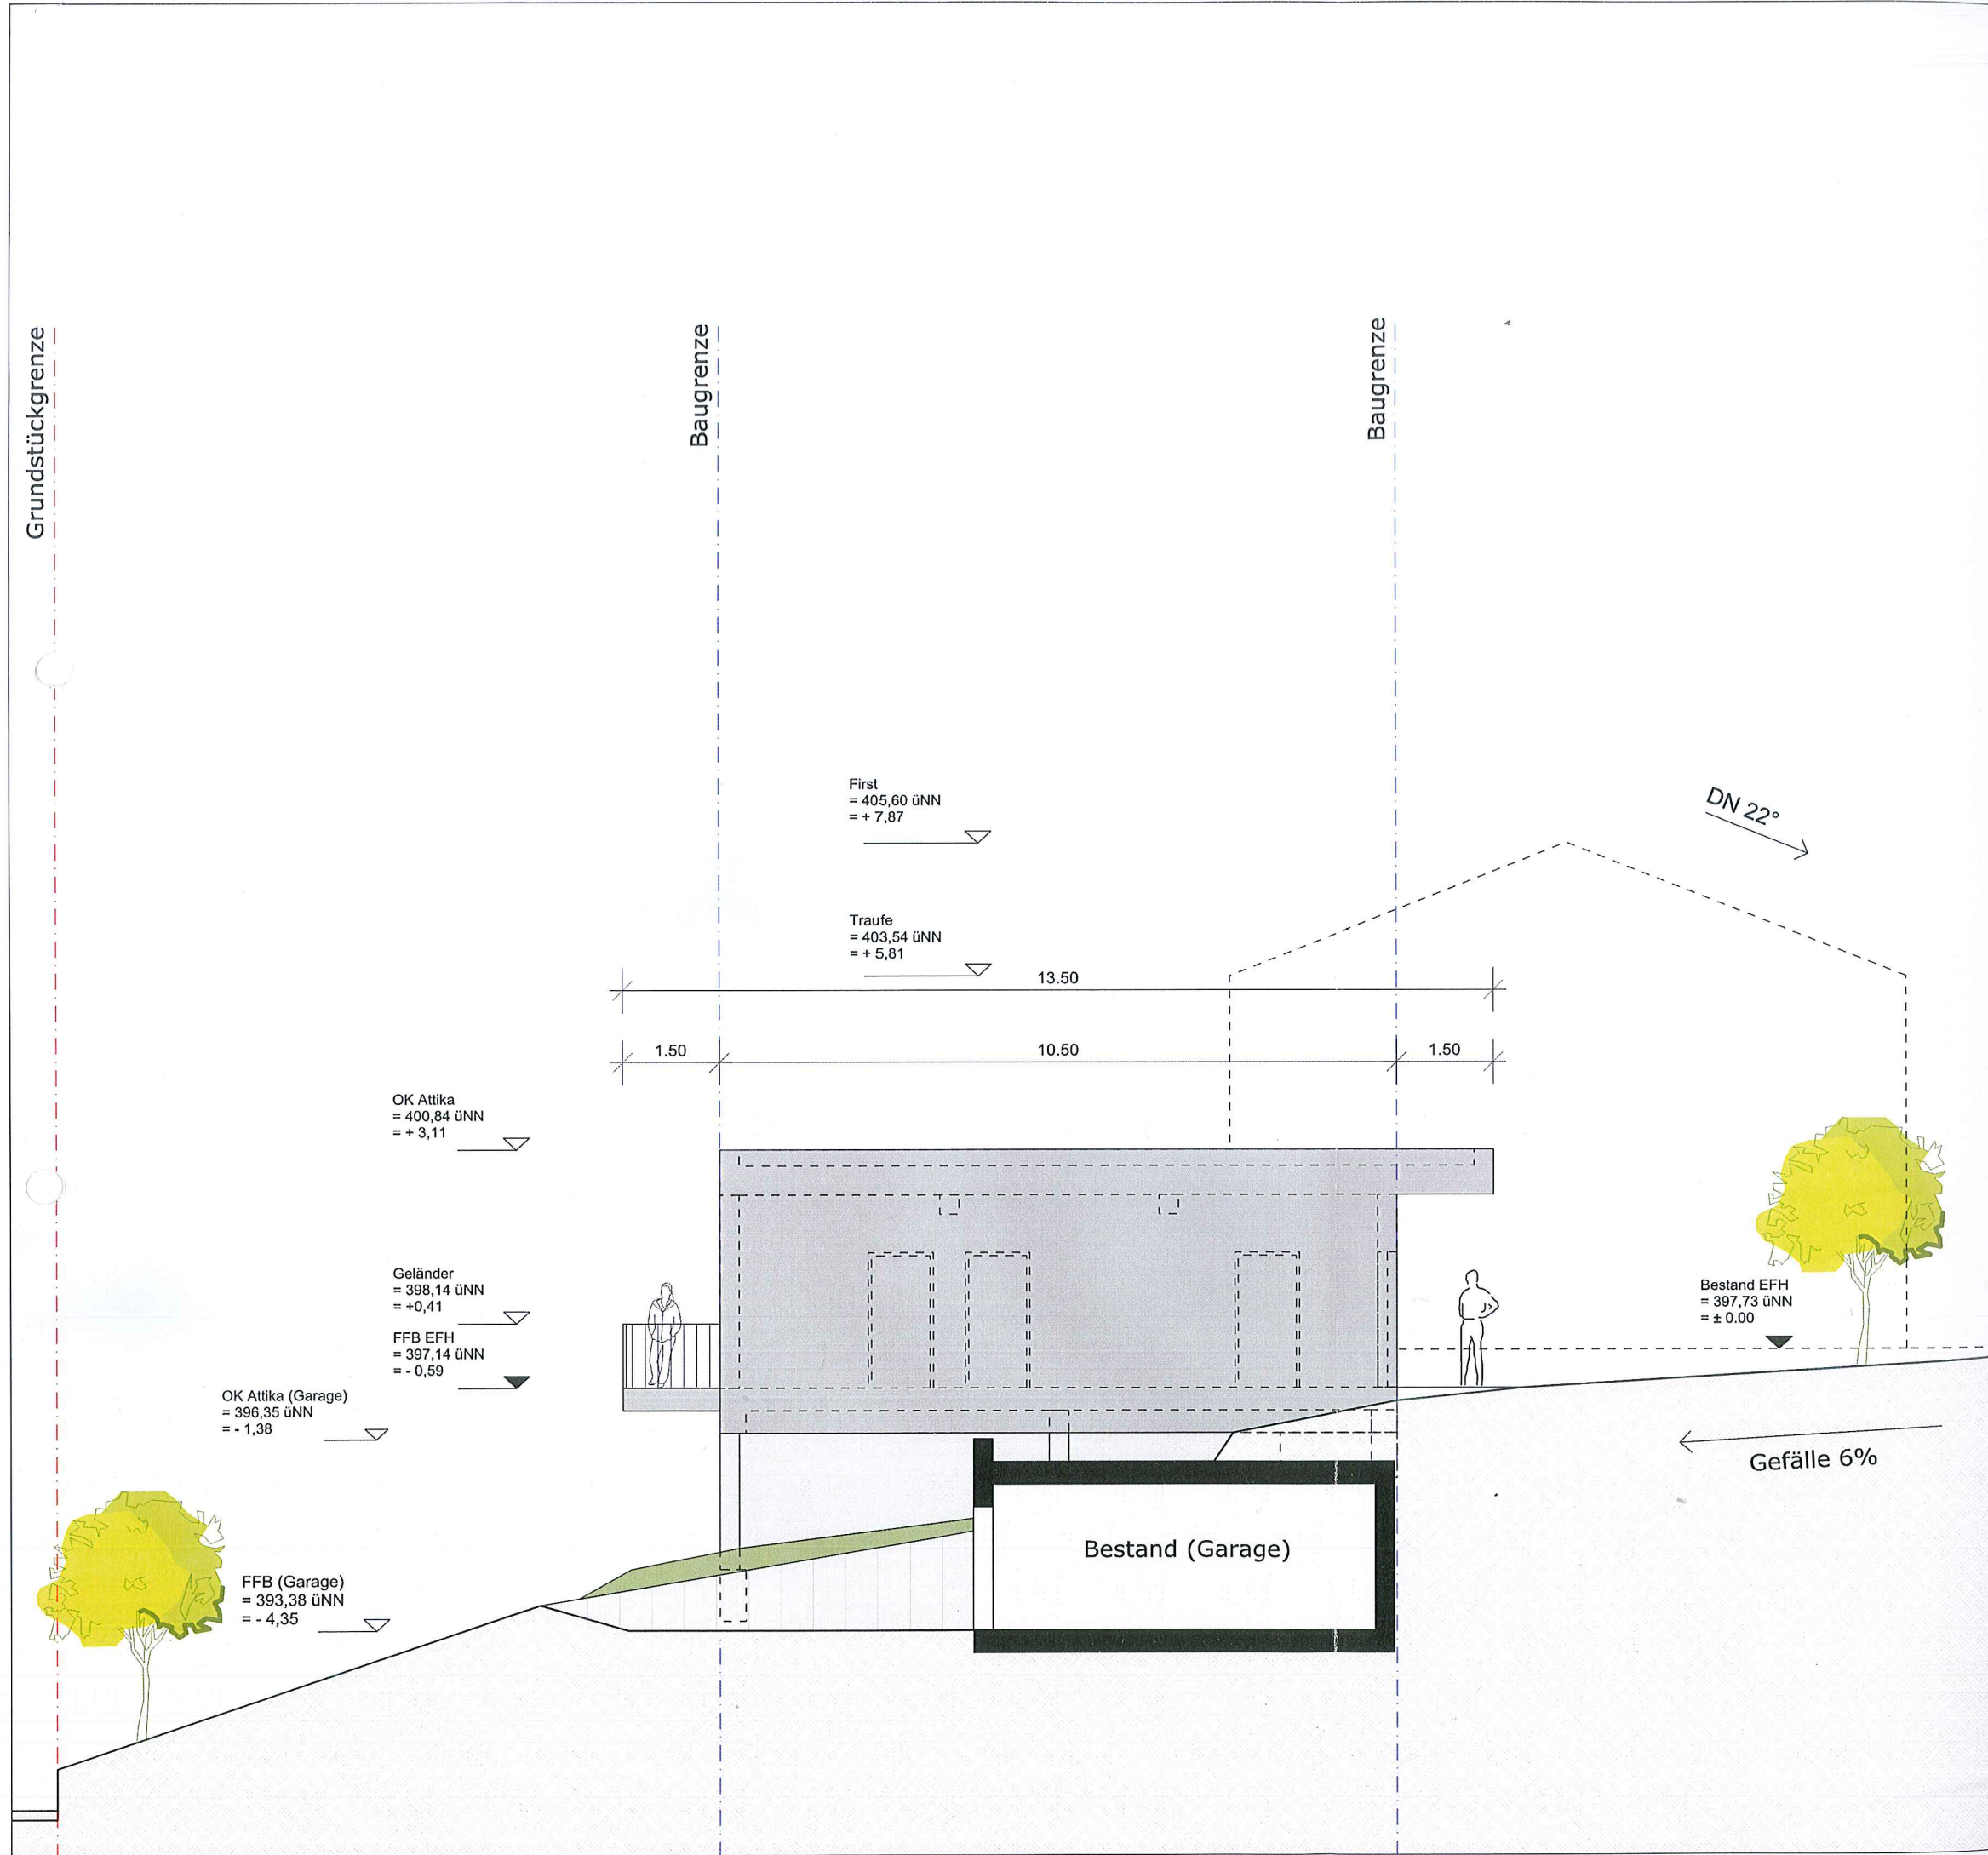 Grundstückgrenze
Baugrenze
Baugrenze
First
= 405,60 üNN
= + 7,87
DN 22°
Traufe
= 403,54 üNN
= + 5,81
13.50
1.50
10.50
1.50
OK Attika
= 400,84 üNN
= + 3,11
Geländer
= 398,14 üNN
= +0,41
FFB EFH
= 397,14 üNN
= - 0,59
Bestand EFH
= 397,73 üNN
= ± 0.00
OK Attika (Garage)
= 396,35 üNN
= - 1,38
Gefälle 6%
Bestand (Garage)
FFB (Garage)
= 393,38 üNN
= - 4,35